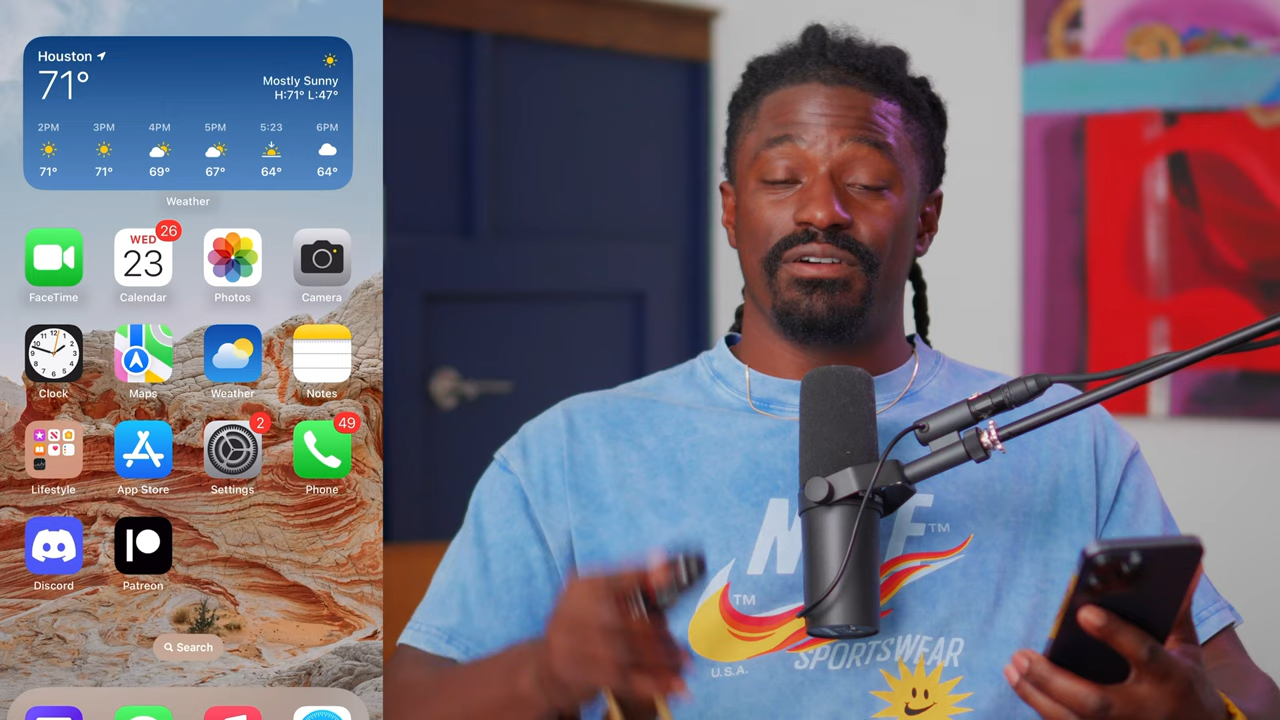 Houston
71°
Mostly Sunny
H:71° L:47°
2PM 3PM 4PM 5PM 5:23 6PM
71° 71° 69° 67° 64° 64°
Weather
26
WED
23
FaceTime Calendar Photos Camera
Clock Maps Weather Notes
2 49
Lifestyle App Store Settings Phone
Discord Patreon
Search
TM
TM
U.S.A.
SPORTSWEAR